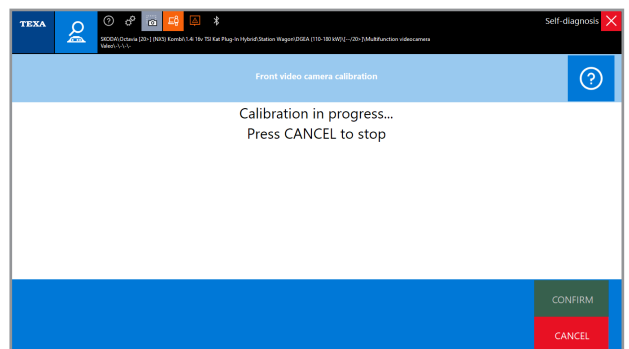 TEXA
Self-diagnosis
SKODA\Octavia [20>] (NX5) Kombi\1.4i 16v TSI Kat Plug-In Hybrid\Station Wagon\DGEA (110-180 kW)\[--/20> ]\Multifunction videocamera
Valeo\-\-\-\-
Front video camera calibration
Calibration in progress...
Press CANCEL to stop
CONFIRM
CANCEL